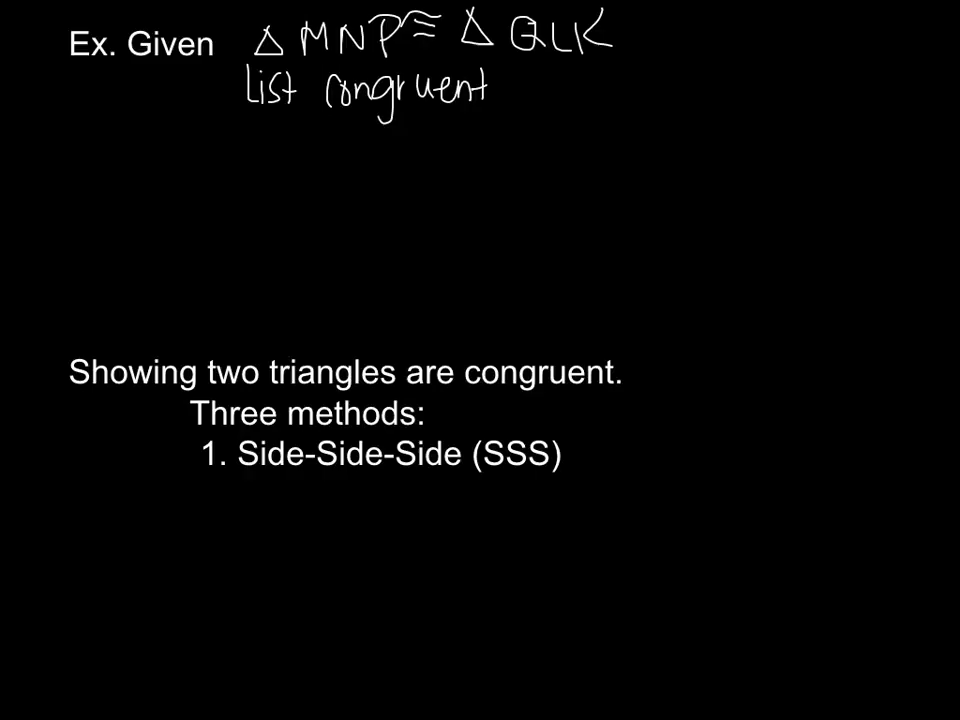 Ex. Given △ MNP ≅ △ QLK
list congruent
Showing two triangles are congruent.
Three methods:
1. Side-Side-Side (SSS)